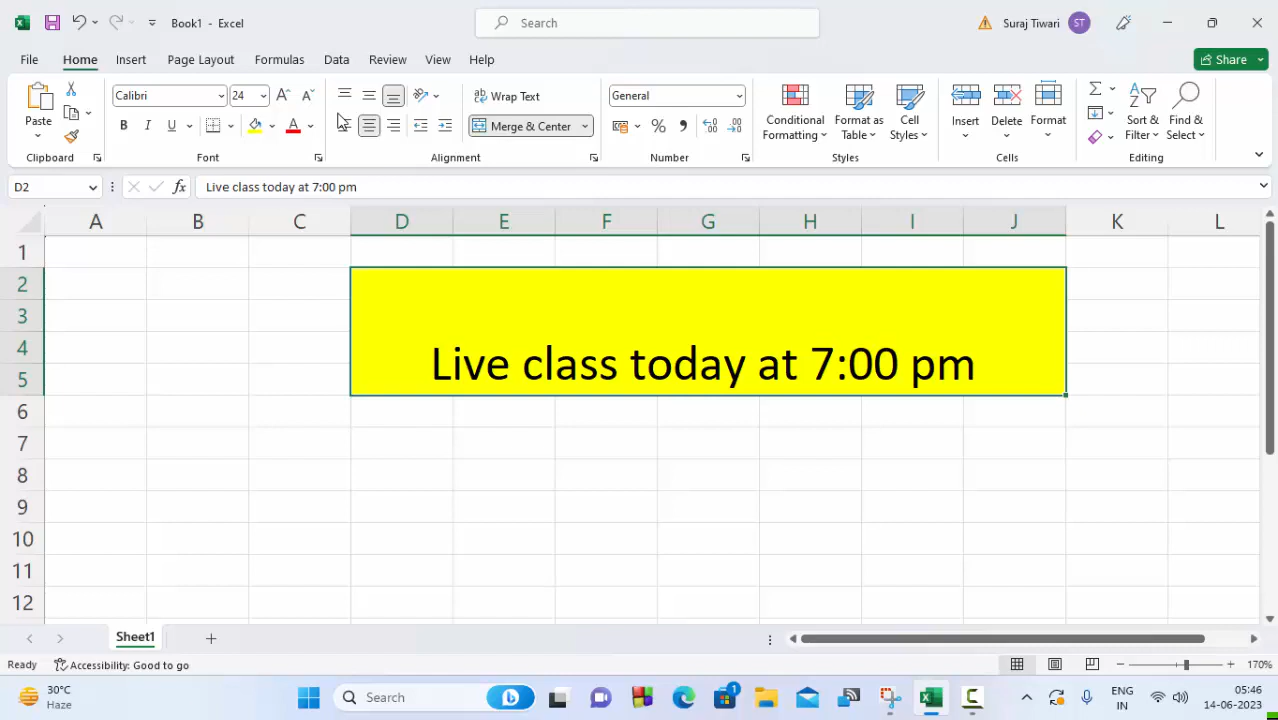 Book1 - Excel
Search
Suraj Tiwari ST
File Home Insert Page Layout Formulas Data Review View Help Share
Calibri 24 Wrap Text General
Paste B I U A Merge & Center % Conditional Formatting Format as Table Cell Styles Insert Delete Format Sort & Filter Find & Select
Clipboard Font Alignment Number Styles Cells Editing
D2 fx Live class today at 7:00 pm
A B C D E F G H I J K L
1
2
3
4
5
Live class today at 7:00 pm
6
7
8
9
10
11
12
Sheet1
Ready Accessibility: Good to go 170%
30°C
Haze
Search
1
ENG
IN
05:46
14-06-2023